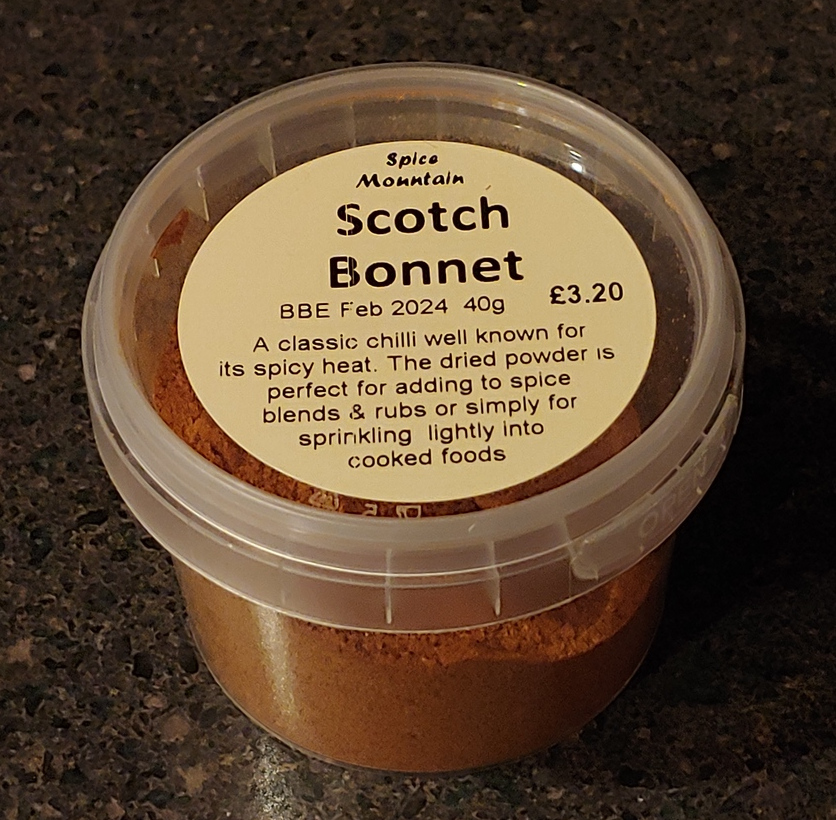 Spice
Mountain
Scotch
Bonnet
BBE Feb 2024 40g £3.20
A classic chilli well known for
its spicy heat. The dried powder is
perfect for adding to spice
blends & rubs or simply for
sprinkling lightly into
cooked foods
OPEN